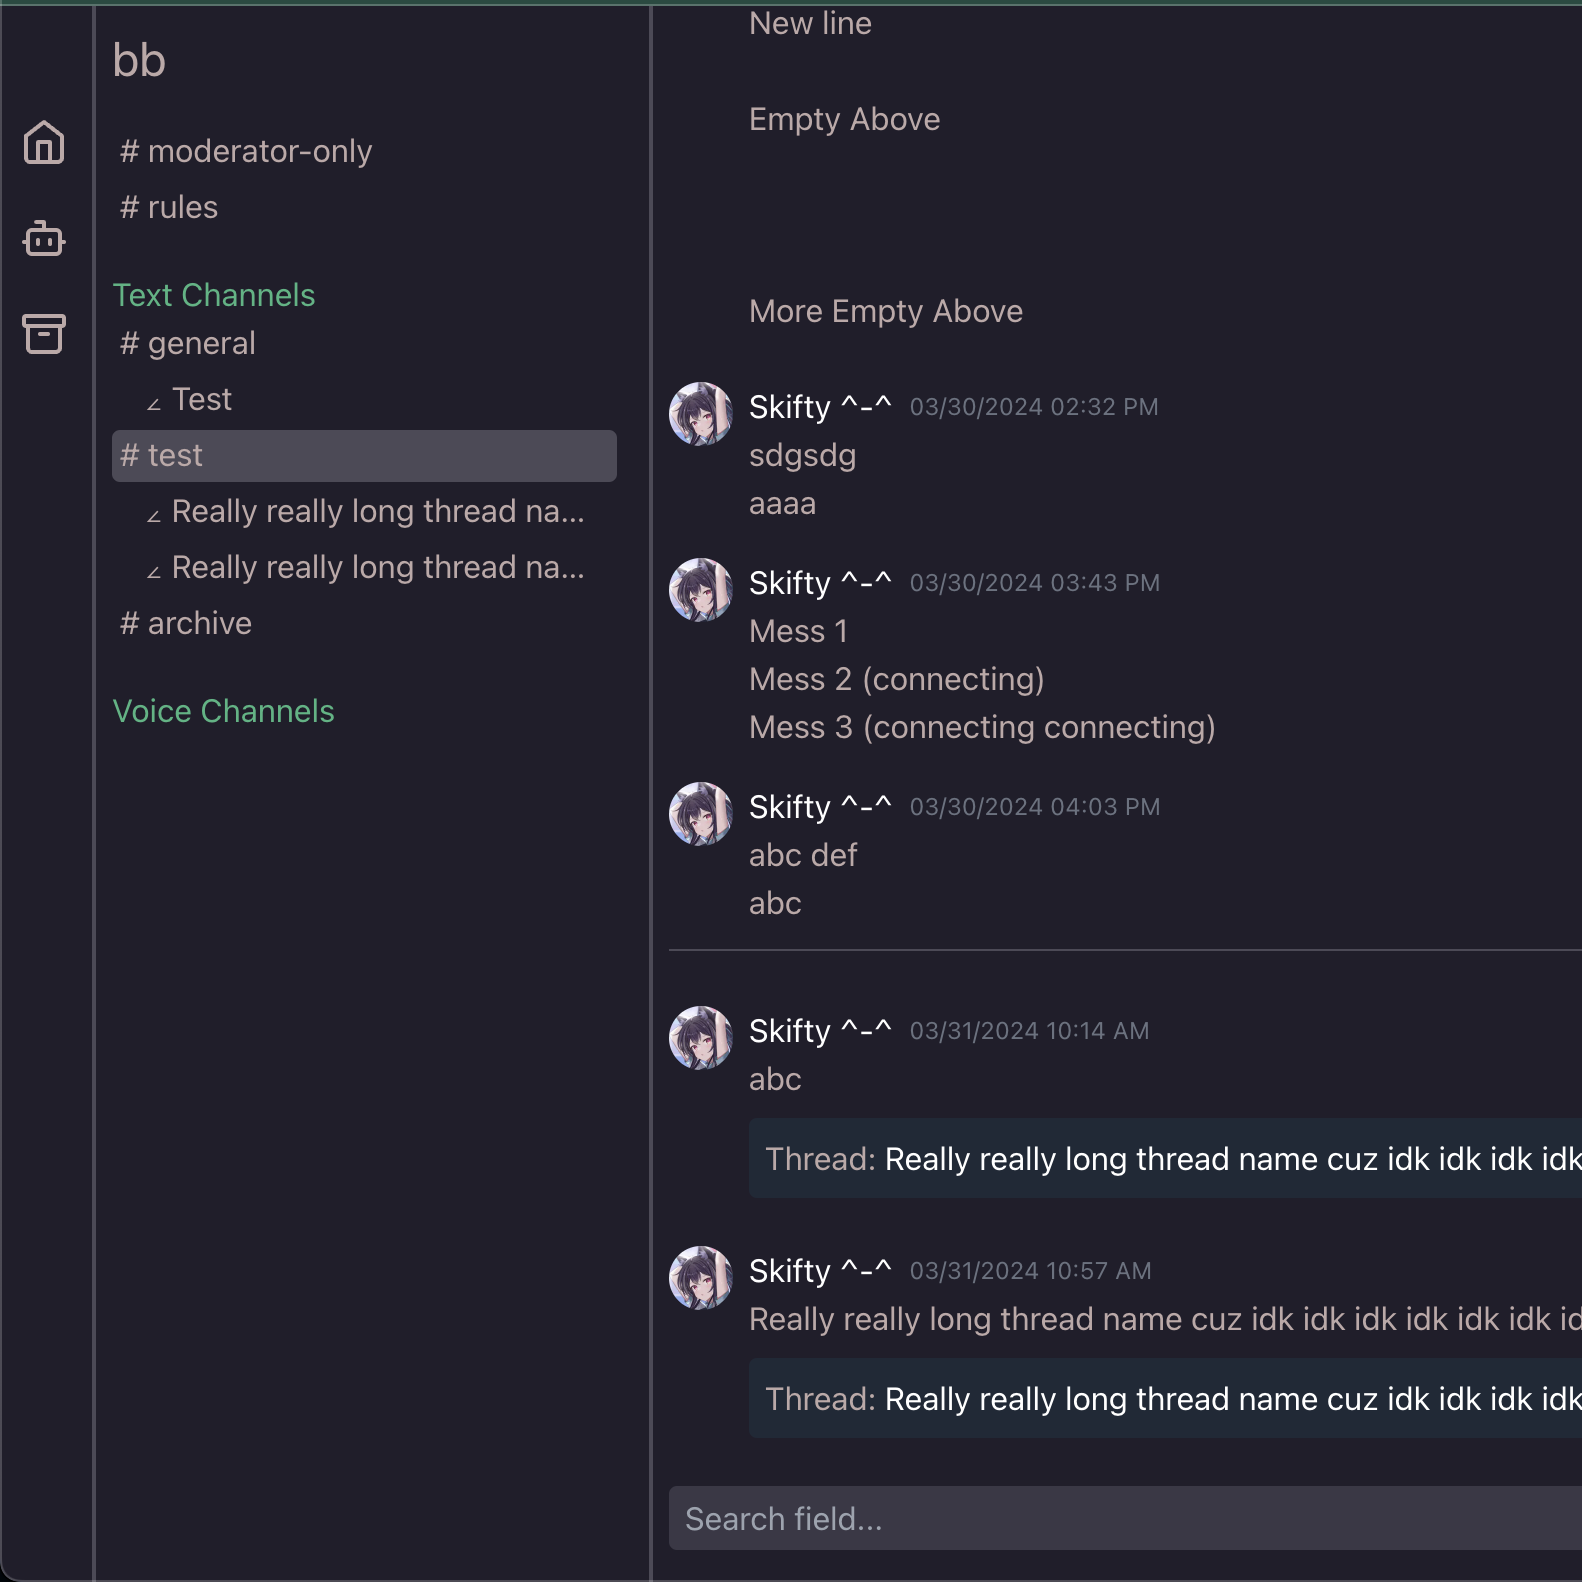 bb
# moderator-only
# rules
Text Channels
# general
∠ Test
# test
∠ Really really long thread na...
∠ Really really long thread na...
# archive
Voice Channels
New line
Empty Above
More Empty Above
Skifty ^-^ 03/30/2024 02:32 PM
sdgsdg
aaaa
Skifty ^-^ 03/30/2024 03:43 PM
Mess 1
Mess 2 (connecting)
Mess 3 (connecting connecting)
Skifty ^-^ 03/30/2024 04:03 PM
abc def
abc
Skifty ^-^ 03/31/2024 10:14 AM
abc
Thread: Really really long thread name cuz idk idk idk idk
Skifty ^-^ 03/31/2024 10:57 AM
Really really long thread name cuz idk idk idk idk idk idk id
Thread: Really really long thread name cuz idk idk idk idk
Search field...